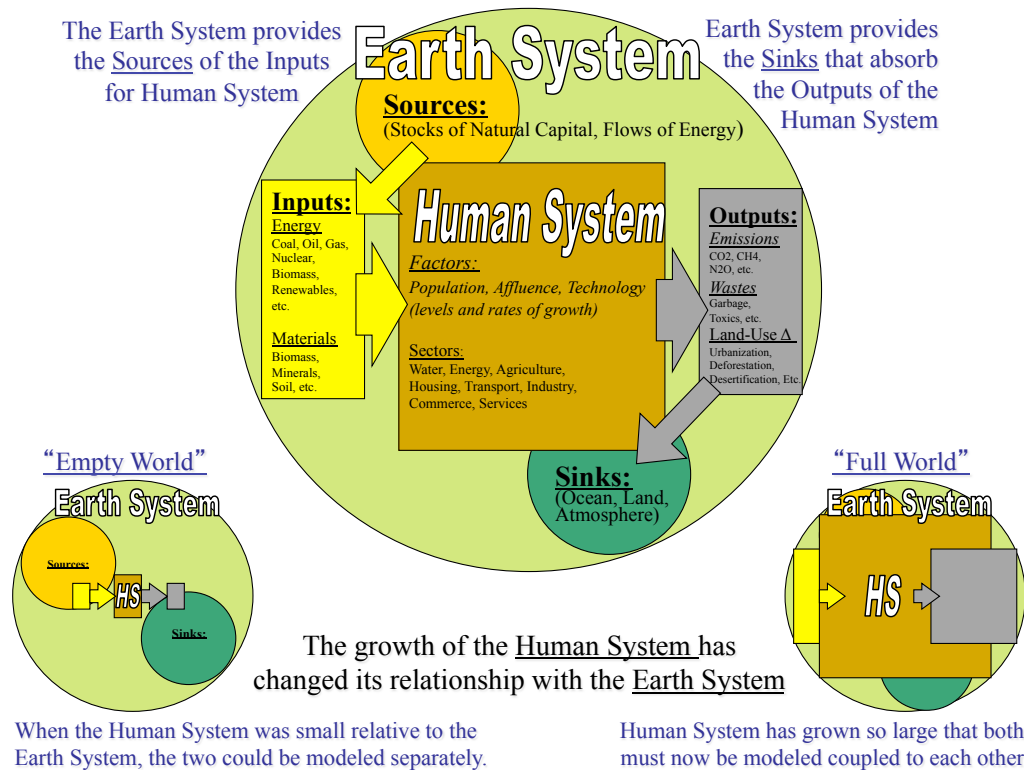 The Earth System provides
the Sources of the Inputs
for Human System
Earth System
Earth System provides
the Sinks that absorb
the Outputs of the
Human System
Sources:
(Stocks of Natural Capital, Flows of Energy)
Inputs:
Energy
Coal, Oil, Gas,
Nuclear,
Biomass,
Renewables,
etc.
Materials
Biomass,
Minerals,
Soil, etc.
Human System
Factors:
Population, Affluence, Technology
(levels and rates of growth)
Sectors:
Water, Energy, Agriculture,
Housing, Transport, Industry,
Commerce, Services
Outputs:
Emissions
CO2, CH4,
N2O, etc.
Wastes
Garbage,
Toxics, etc.
Land-Use Δ
Urbanization,
Deforestation,
Desertification, Etc.
Sinks:
(Ocean, Land,
Atmosphere)
“Empty World”
Earth System
Sources:
HS
Sinks:
“Full World”
Earth System
HS
The growth of the Human System has
changed its relationship with the Earth System
When the Human System was small relative to the
Earth System, the two could be modeled separately.
Human System has grown so large that both
must now be modeled coupled to each other